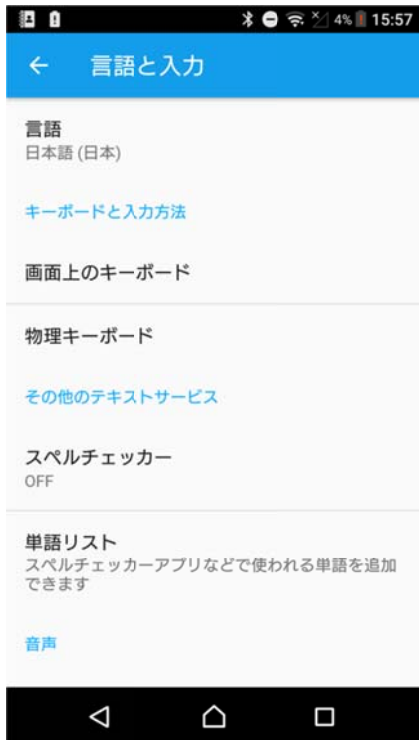 4% 15:57
言語と入力
言語
日本語 (日本)
キーボードと入力方法
画面上のキーボード
物理キーボード
その他のテキストサービス
スペルチェッカー
OFF
単語リスト
スペルチェッカーアプリなどで使われる単語を追加
できます
音声